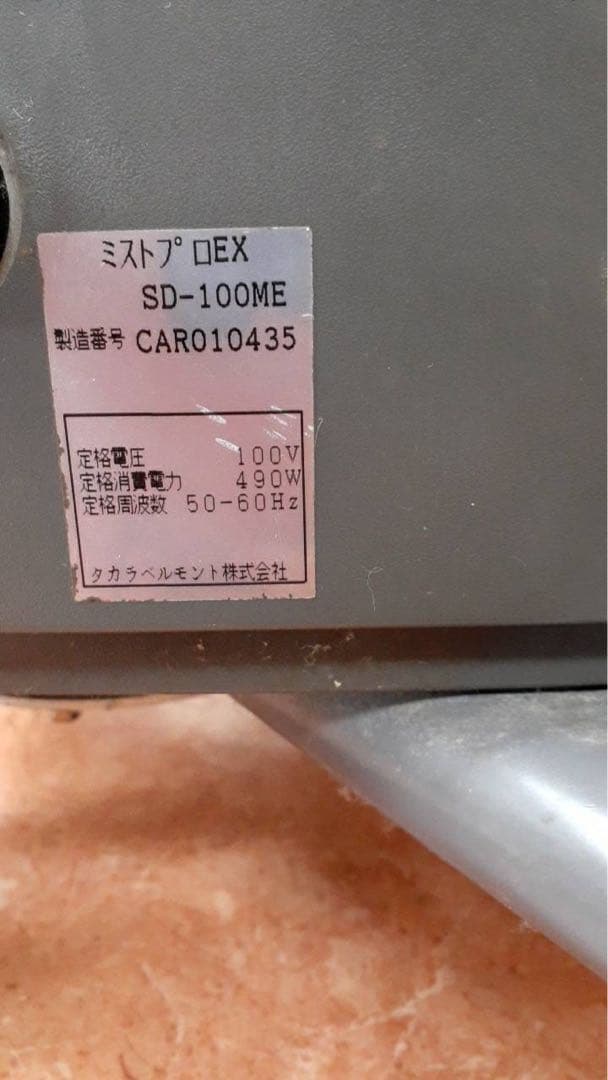 ミストプロEX
SD-100ME
製造番号 CAR010435
定格電圧 100V
定格消費電力 490W
定格周波数 50-60Hz
タカラベルモント株式会社